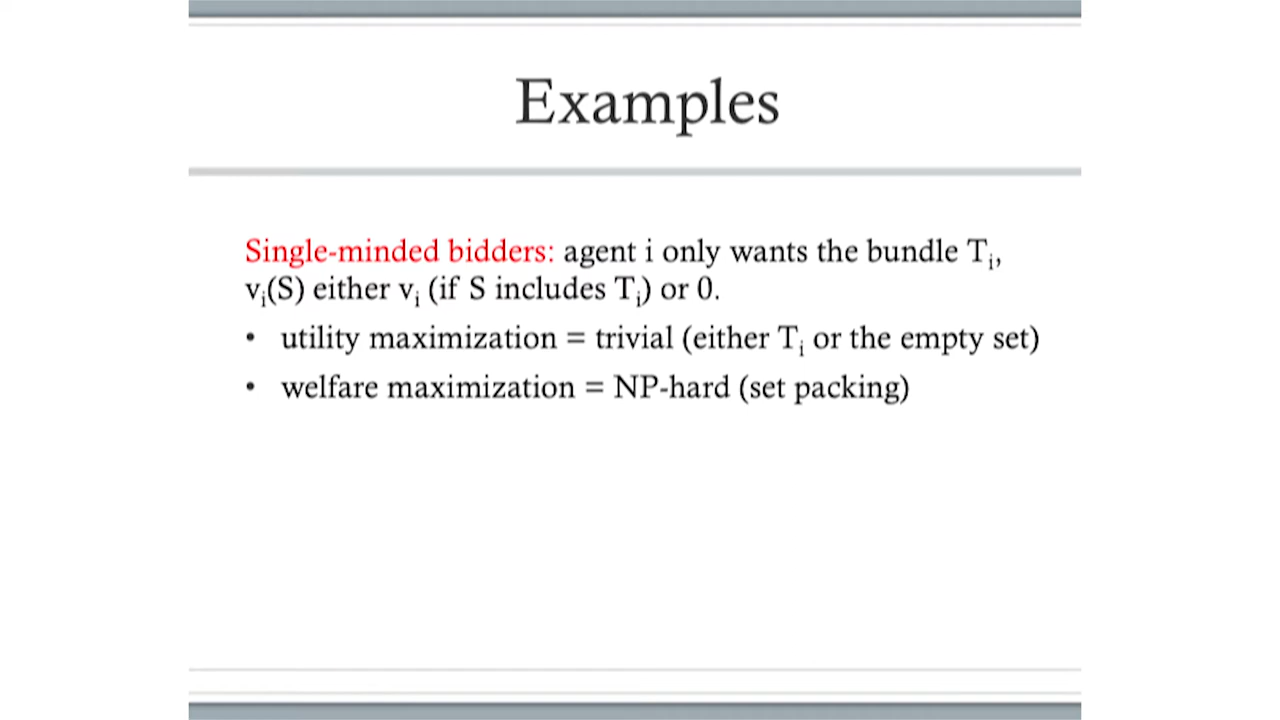 Examples
Single-minded bidders: agent i only wants the bundle Tᵢ,
vᵢ(S) either vᵢ (if S includes Tᵢ) or 0.
• utility maximization = trivial (either Tᵢ or the empty set)
• welfare maximization = NP-hard (set packing)